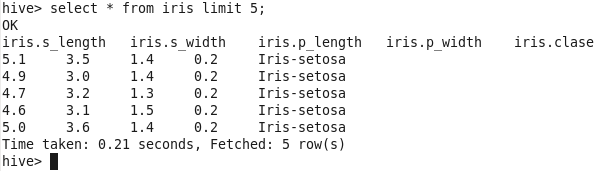 hive> select * from iris limit 5;
OK
iris.s_length   iris.s_width    iris.p_length   iris.p_width    iris.clase
5.1     3.5     1.4     0.2     Iris-setosa
4.9     3.0     1.4     0.2     Iris-setosa
4.7     3.2     1.3     0.2     Iris-setosa
4.6     3.1     1.5     0.2     Iris-setosa
5.0     3.6     1.4     0.2     Iris-setosa
Time taken: 0.21 seconds, Fetched: 5 row(s)
hive>